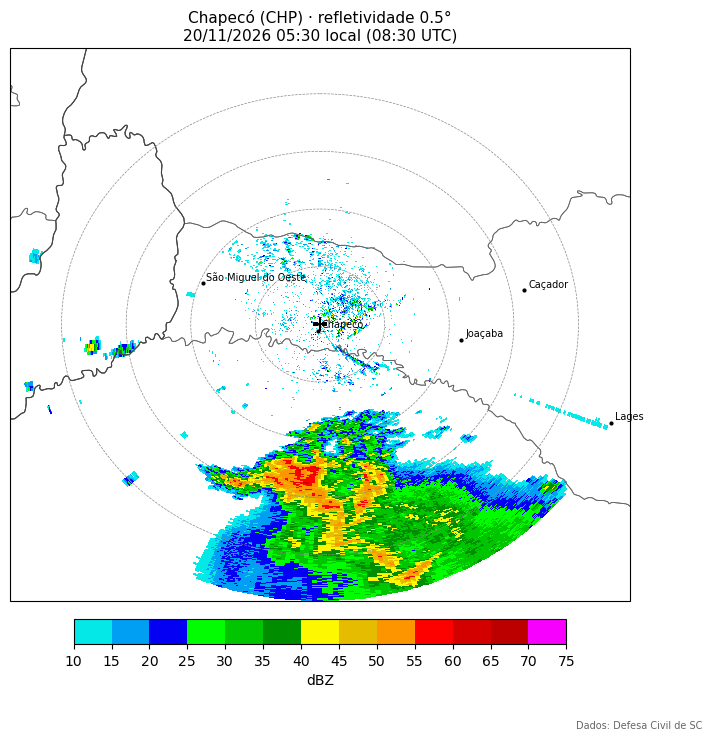 Chapecó (CHP) · refletividade 0.5°
20/11/2026 05:30 local (08:30 UTC)
São Miguel do Oeste
Caçador
Chapecó
Joaçaba
Lages
10 15 20 25 30 35 40 45 50 55 60 65 70 75
dBZ
Dados: Defesa Civil de SC